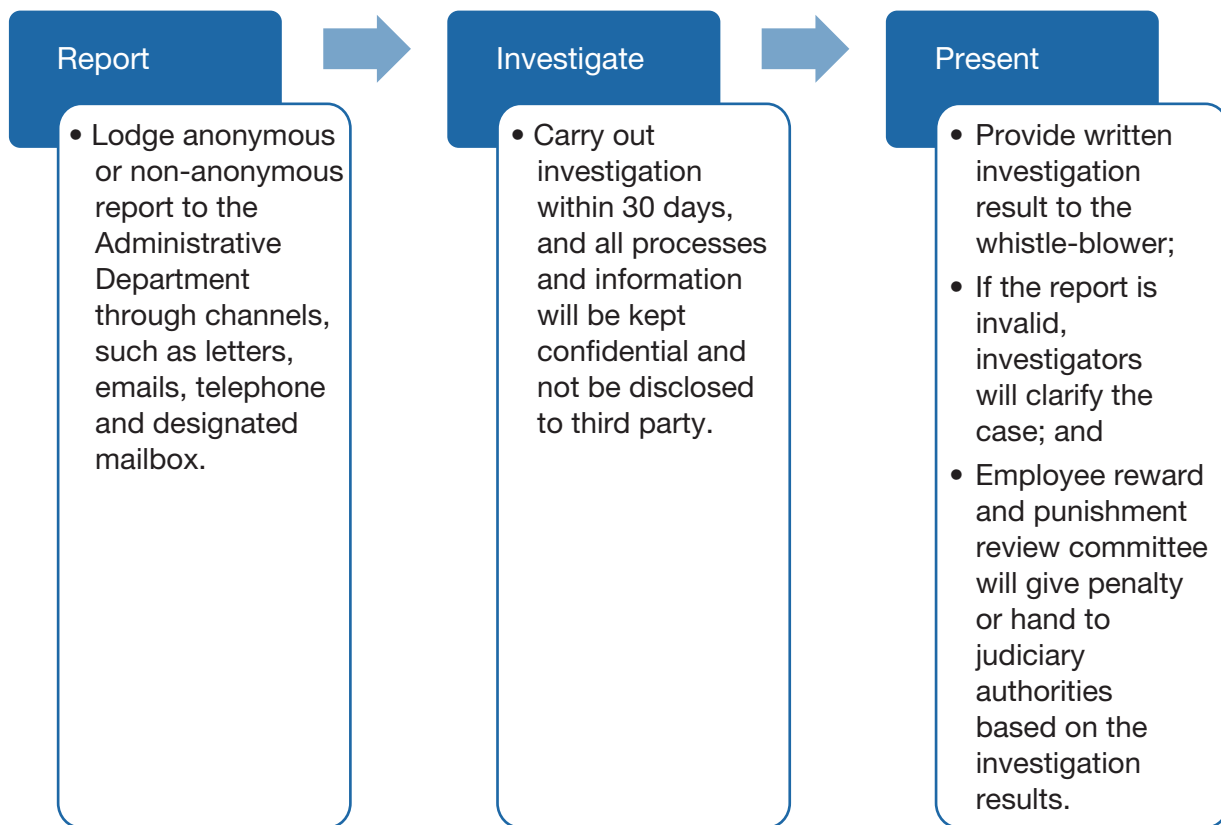 Report
• Lodge anonymous
or non-anonymous
report to the
Administrative
Department
through channels,
such as letters,
emails, telephone
and designated
mailbox.
Investigate
• Carry out
investigation
within 30 days,
and all processes
and information
will be kept
confidential and
not be disclosed
to third party.
Present
• Provide written
investigation
result to the
whistle-blower;
• If the report is
invalid,
investigators
will clarify the
case; and
• Employee reward
and punishment
review committee
will give penalty
or hand to
judiciary
authorities
based on the
investigation
results.